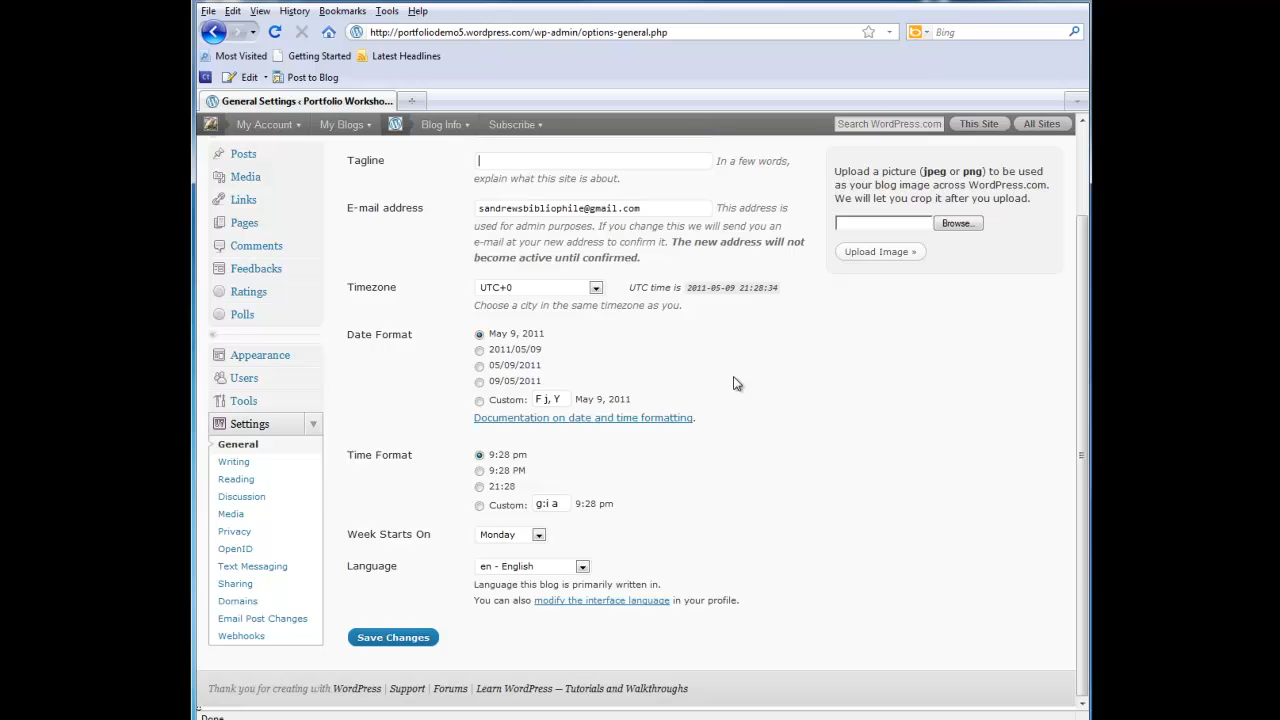 File Edit View History Bookmarks Tools Help
http://portfoliodemo5.wordpress.com/wp-admin/options-general.php
Bing
Most Visited Getting Started Latest Headlines
Edit Post to Blog
General Settings ‹ Portfolio Worksho...
My Account My Blogs Blog Info Subscribe Search WordPress.com This Site All Sites
Posts
Media
Links
Pages
Comments
Feedbacks
Ratings
Polls
Appearance
Users
Tools
Settings
General
Writing
Reading
Discussion
Media
Privacy
OpenID
Text Messaging
Sharing
Domains
Email Post Changes
Webhooks
Tagline In a few words,
explain what this site is about.
E-mail address sandrewsbibliophile@gmail.com This address is
used for admin purposes. If you change this we will send you an
e-mail at your new address to confirm it. The new address will not
become active until confirmed.
Timezone UTC+0 UTC time is 2011-05-09 21:28:34
Choose a city in the same timezone as you.
Date Format May 9, 2011
2011/05/09
05/09/2011
09/05/2011
Custom: F j, Y May 9, 2011
Documentation on date and time formatting.
Time Format 9:28 pm
9:28 PM
21:28
Custom: g:i a 9:28 pm
Week Starts On Monday
Language en - English
Language this blog is primarily written in.
You can also modify the interface language in your profile.
Save Changes
Upload a picture (jpeg or png) to be used
as your blog image across WordPress.com.
We will let you crop it after you upload.
Browse...
Upload Image »
Thank you for creating with WordPress | Support | Forums | Learn WordPress — Tutorials and Walkthroughs
Done